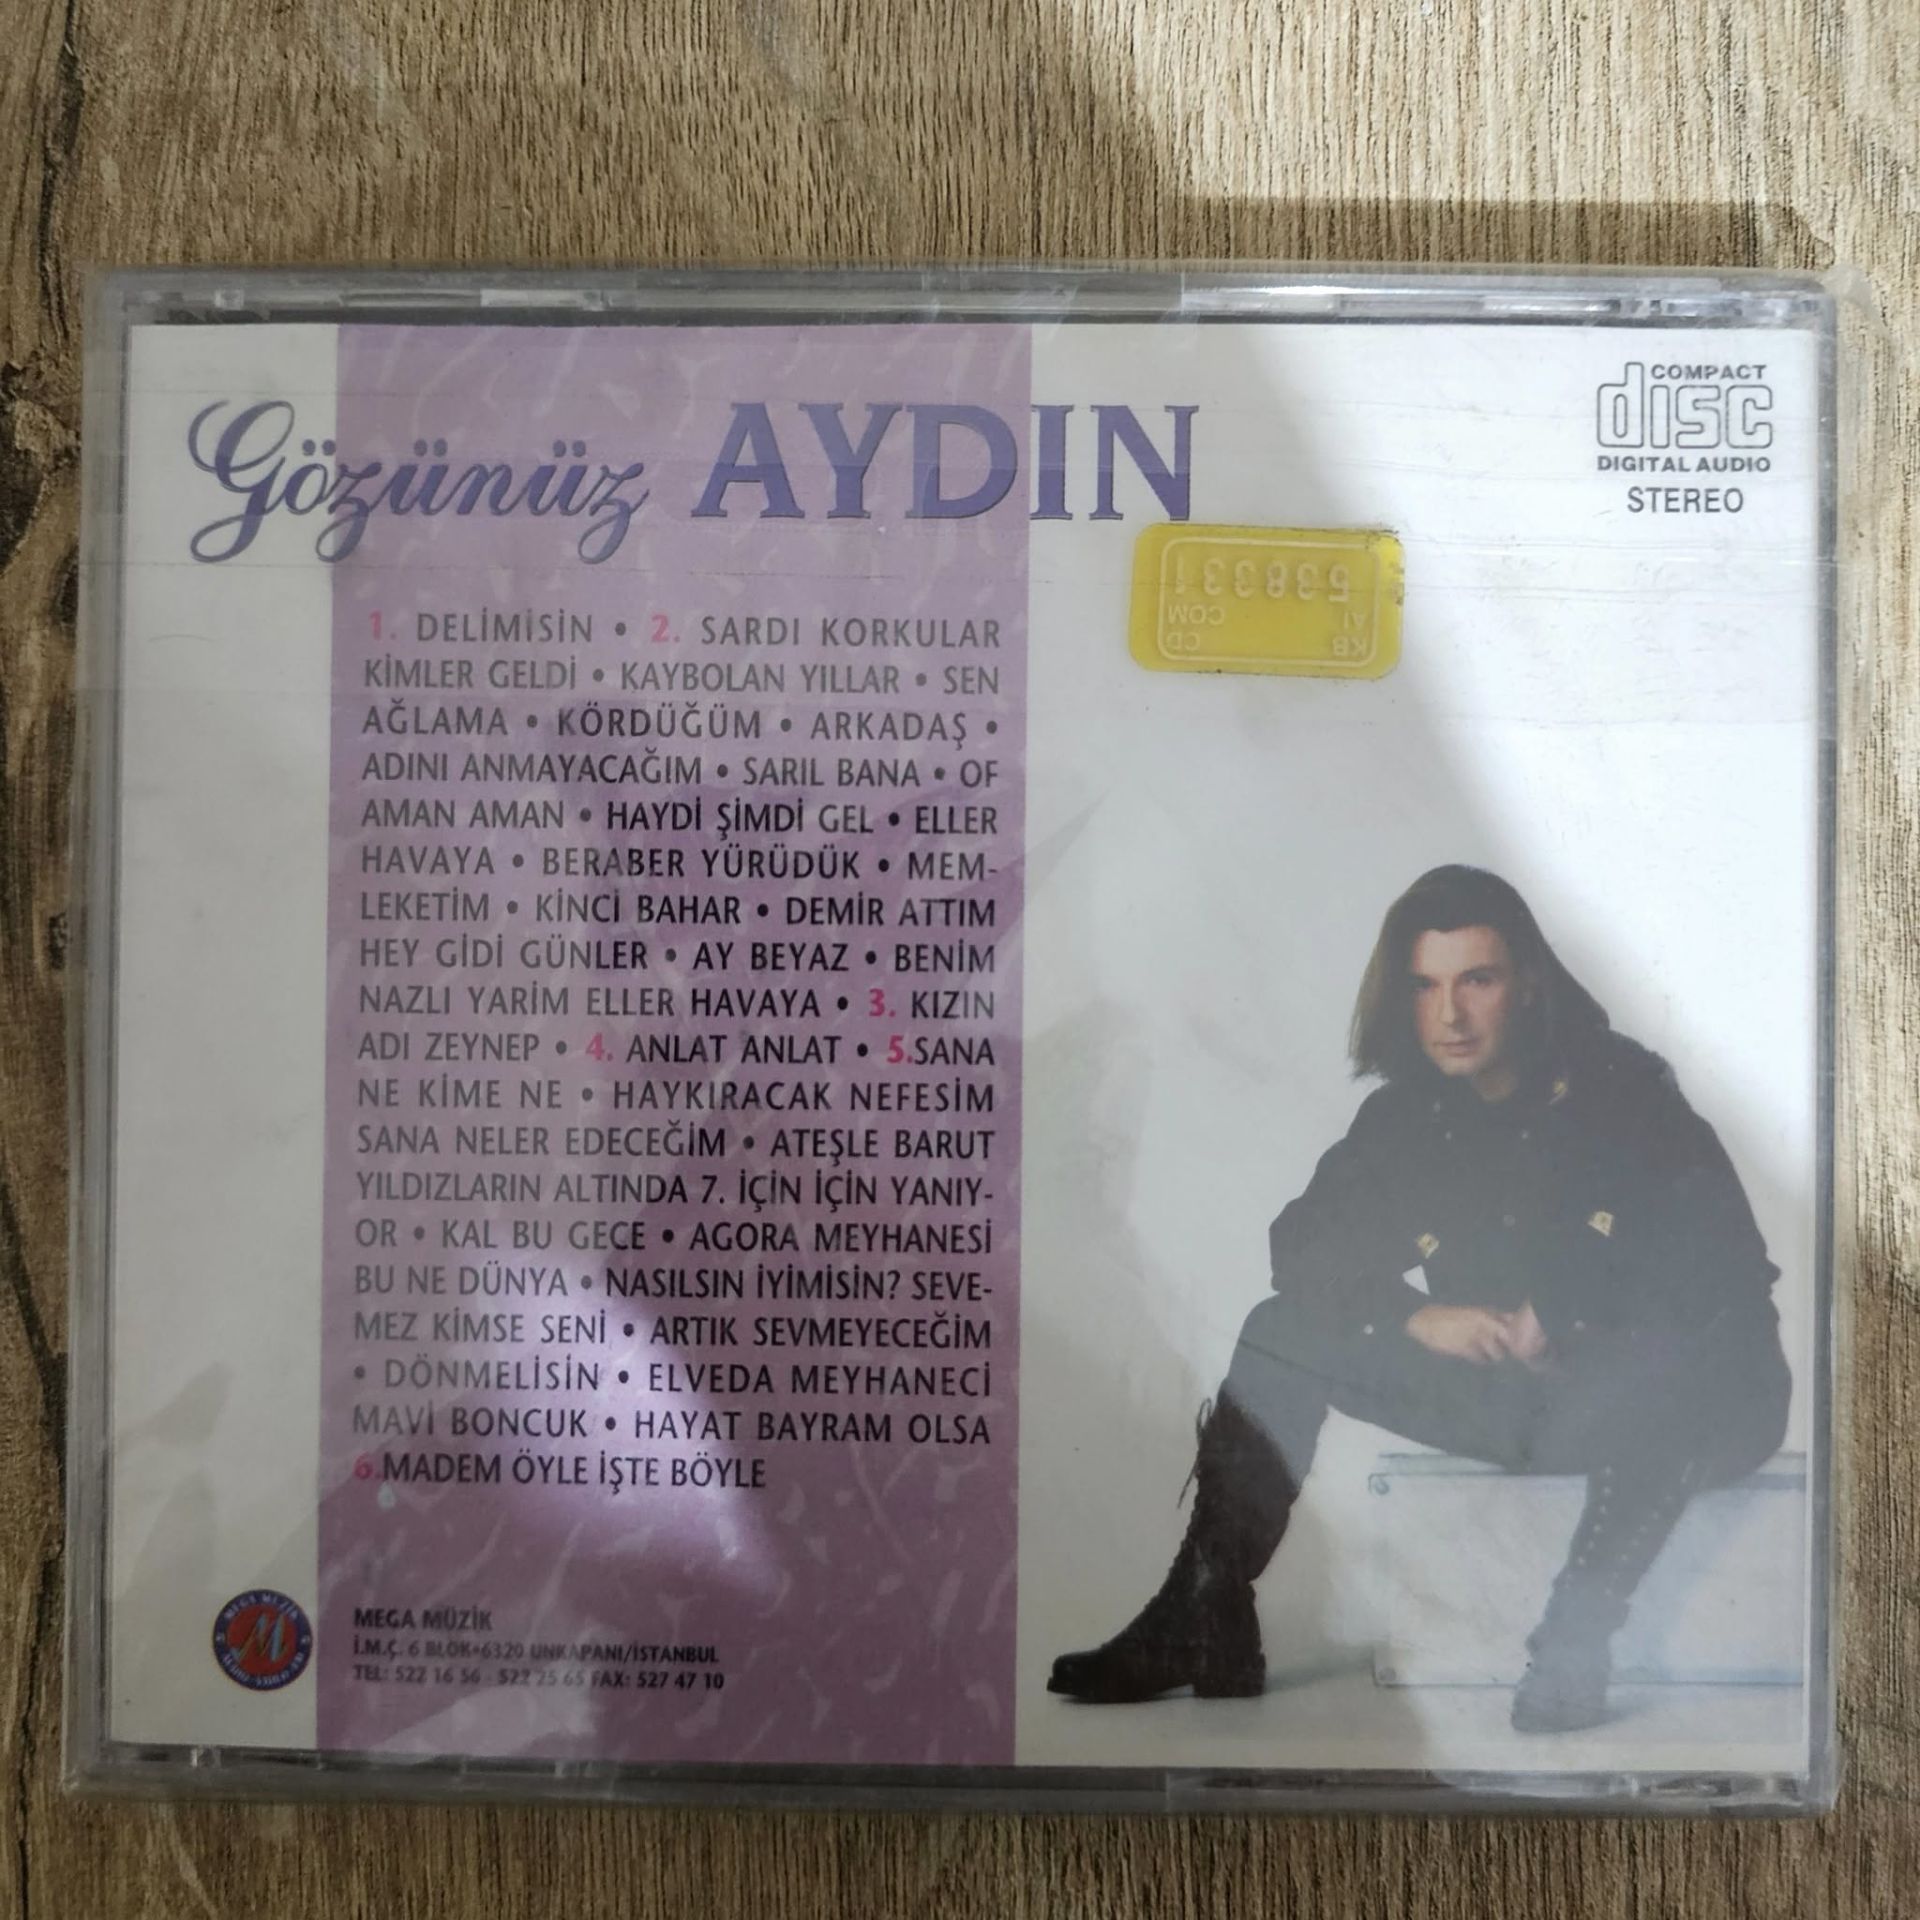 Gözünüz AYDIN
COMPACT
disc
DIGITAL AUDIO
STEREO
538331
COM AI
CD KB
1. DELİMİSİN • 2. SARDI KORKULAR
KİMLER GELDİ • KAYBOLAN YILLAR • SEN
AĞLAMA • KÖRDÜĞÜM • ARKADAŞ •
ADINI ANMAYACAĞIM • SARIL BANA • OF
AMAN AMAN • HAYDİ ŞİMDİ GEL • ELLER
HAVAYA • BERABER YÜRÜDÜK • MEM-
LEKETİM • KİNCİ BAHAR • DEMİR ATTIM
HEY GİDİ GÜNLER • AY BEYAZ • BENİM
NAZLI YARİM ELLER HAVAYA • 3. KIZIN
ADI ZEYNEP • 4. ANLAT ANLAT • 5.SANA
NE KİME NE • HAYKIRACAK NEFESİM
SANA NELER EDECEĞİM • ATEŞLE BARUT
YILDIZLARIN ALTINDA 7. İÇİN İÇİN YANIY-
OR • KAL BU GECE • AGORA MEYHANESİ
BU NE DÜNYA • NASILSIN İYİMİSİN? SEVE-
MEZ KİMSE SENİ • ARTIK SEVMEYECEĞİM
• DÖNMELİSİN • ELVEDA MEYHANECİ
MAVİ BONCUK • HAYAT BAYRAM OLSA
6.MADEM ÖYLE İŞTE BÖYLE
MEGA MÜZİK
M
MEGA MÜZİK
İ.M.Ç. 6 BLOK•6320 UNKAPANI/İSTANBUL
TEL: 522 16 56 - 522 25 65 FAX: 527 47 10